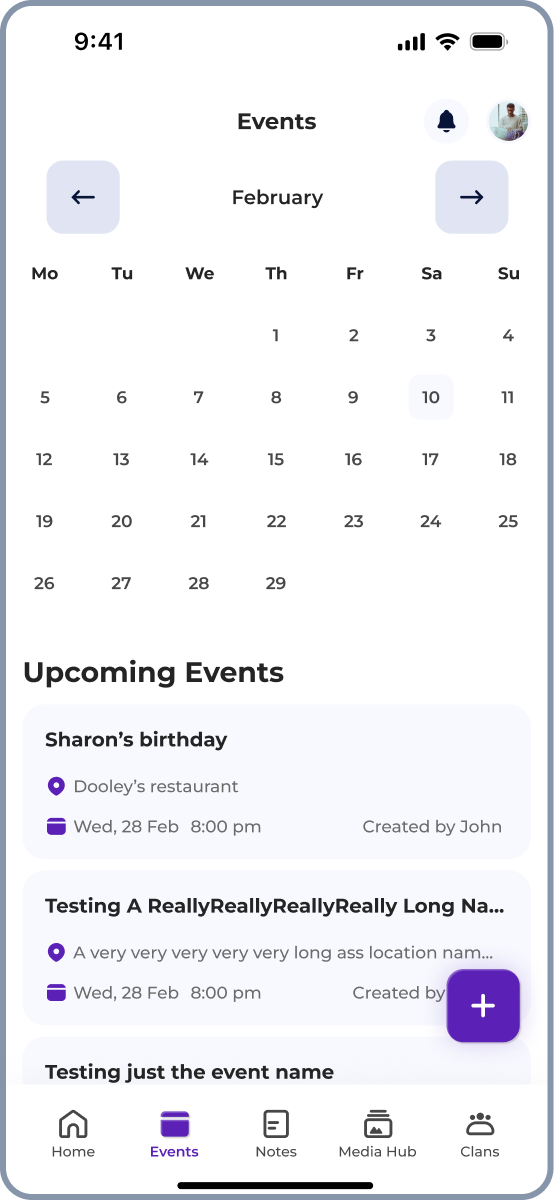 9:41
Events
February
Mo Tu We Th Fr Sa Su
1 2 3 4
5 6 7 8 9 10 11
12 13 14 15 16 17 18
19 20 21 22 23 24 25
26 27 28 29
Upcoming Events
Sharon’s birthday
Dooley’s restaurant
Wed, 28 Feb 8:00 pm Created by John
Testing A ReallyReallyReallyReally Long Na...
A very very very very very long ass location nam...
Wed, 28 Feb 8:00 pm Created by
Testing just the event name
Home Events Notes Media Hub Clans